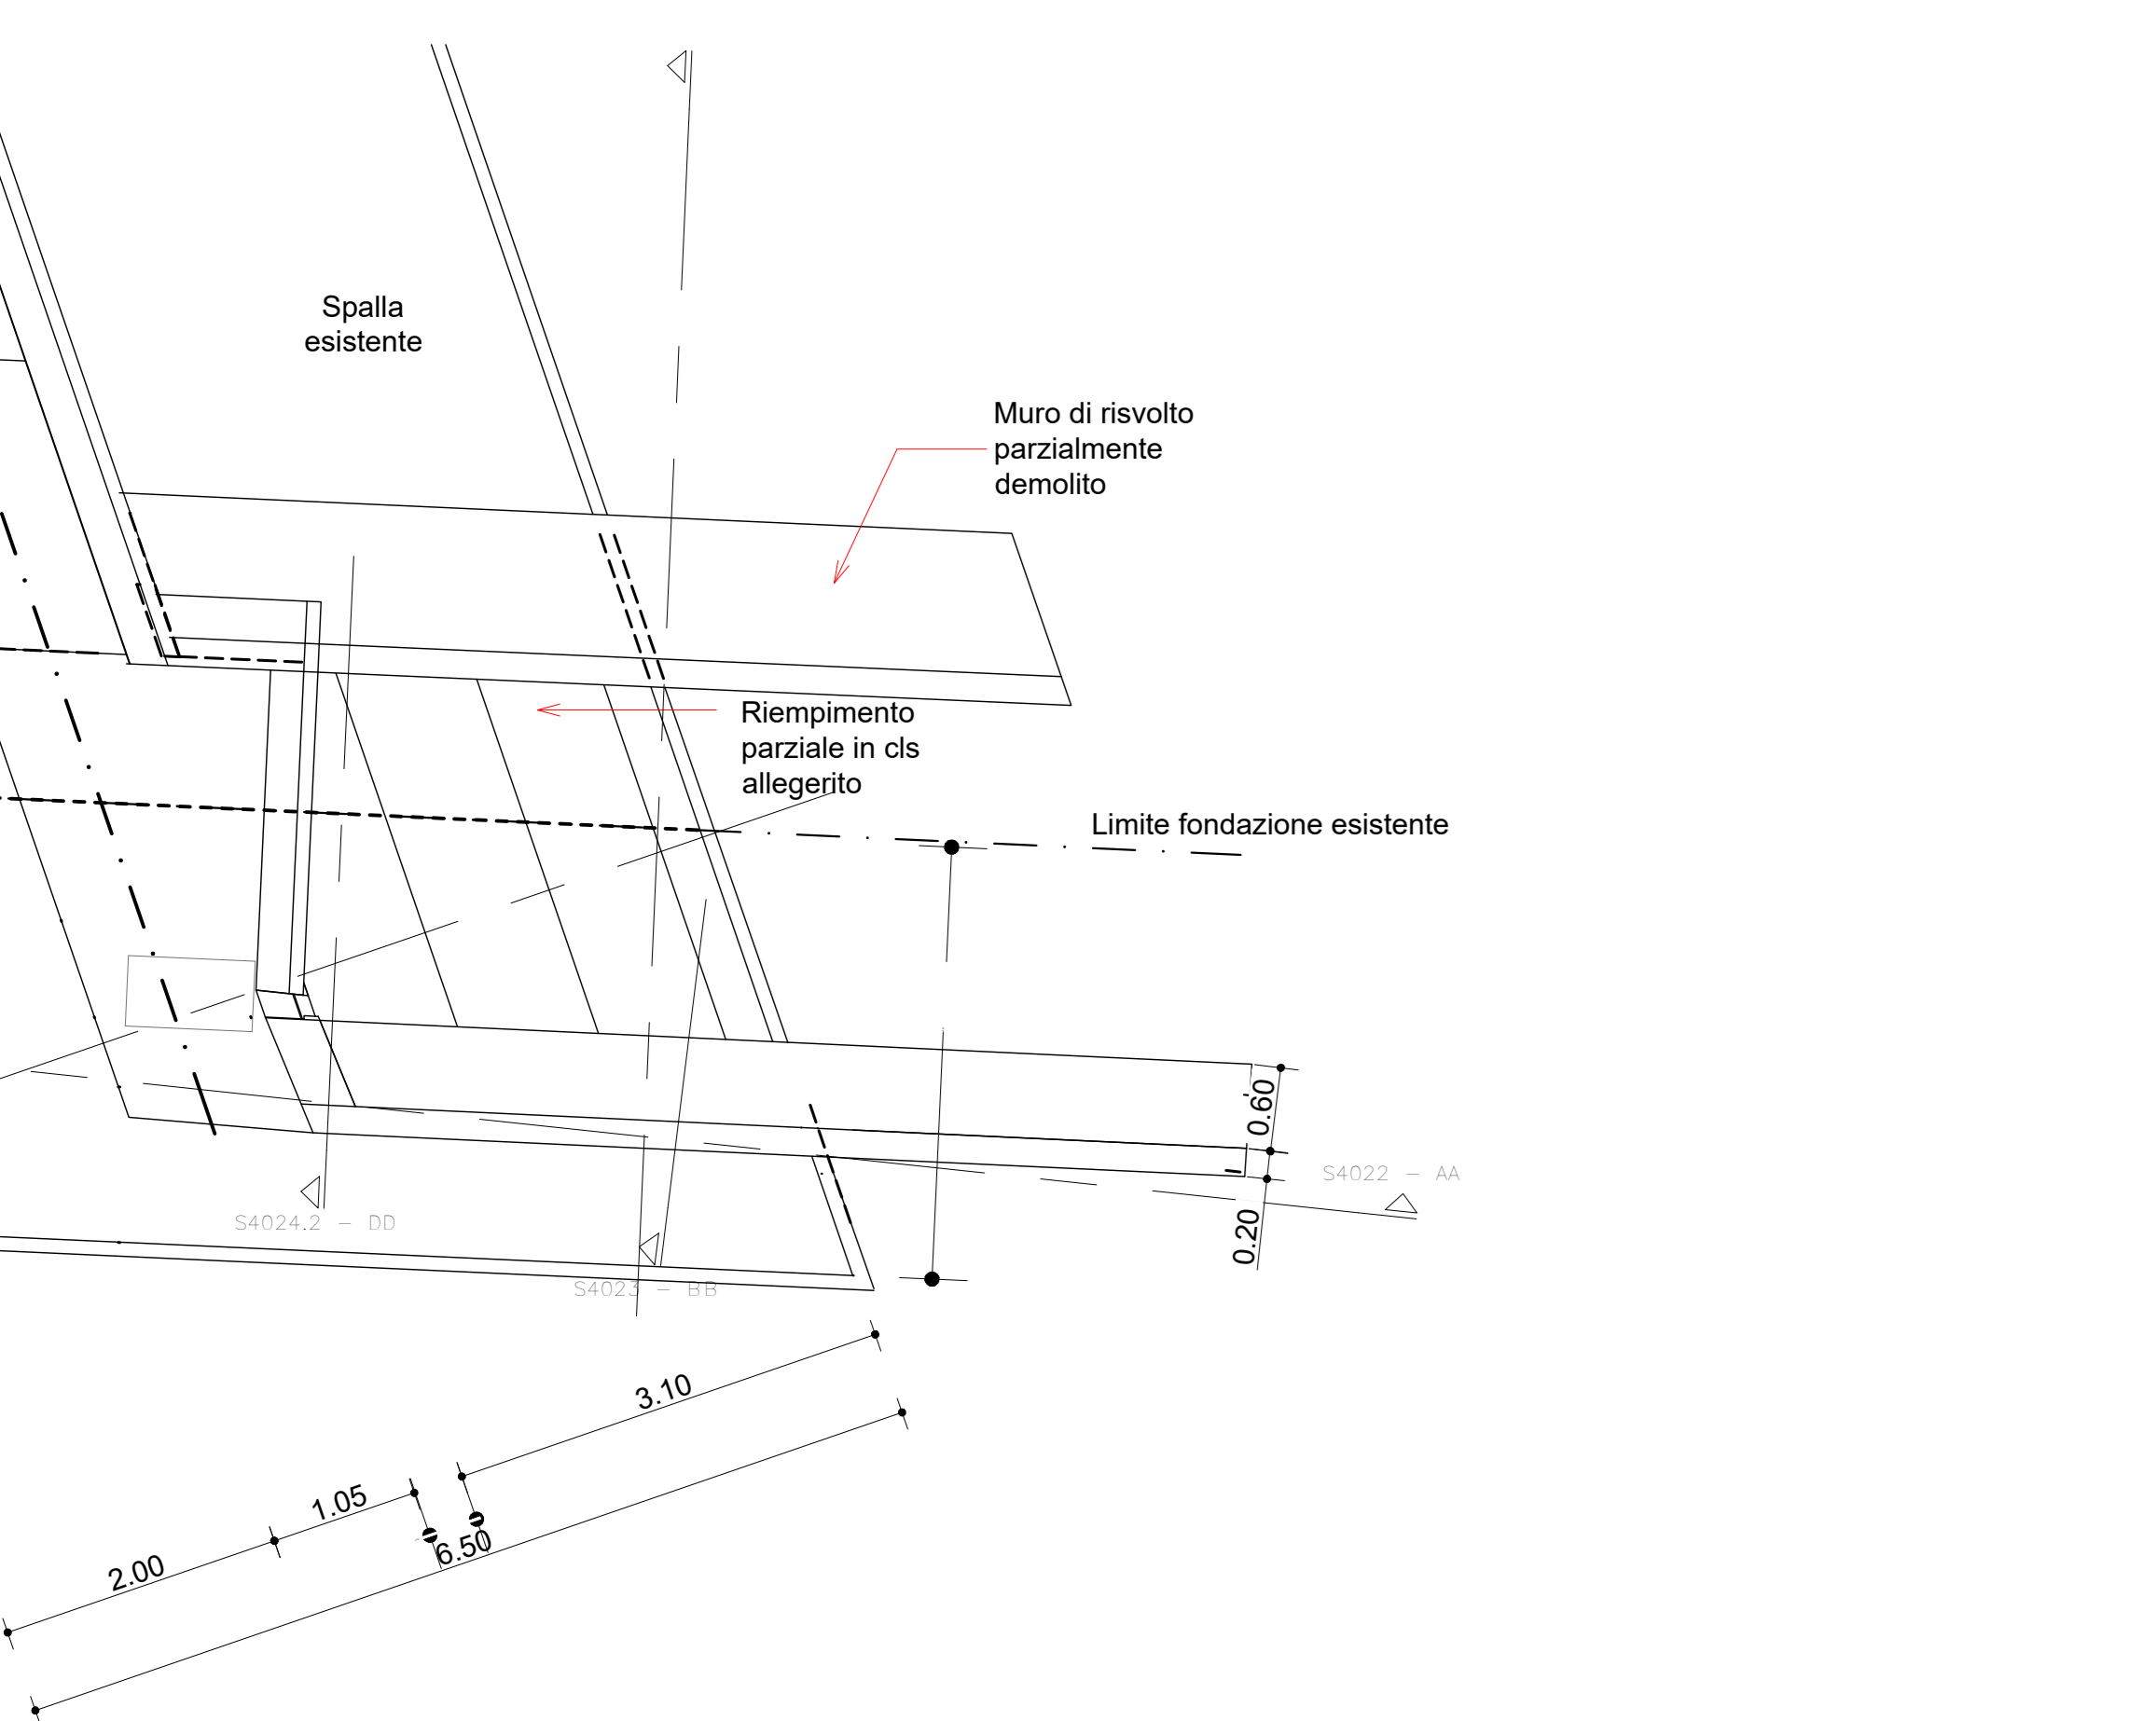 Spalla
esistente
Muro di risvolto
parzialmente
demolito
Riempimento
parziale in cls
allegerito
Limite fondazione esistente
0.60
S4022 - AA
0.20
S4024.2 - DD
S4023 - BB
3.10
1.05
6.50
2.00